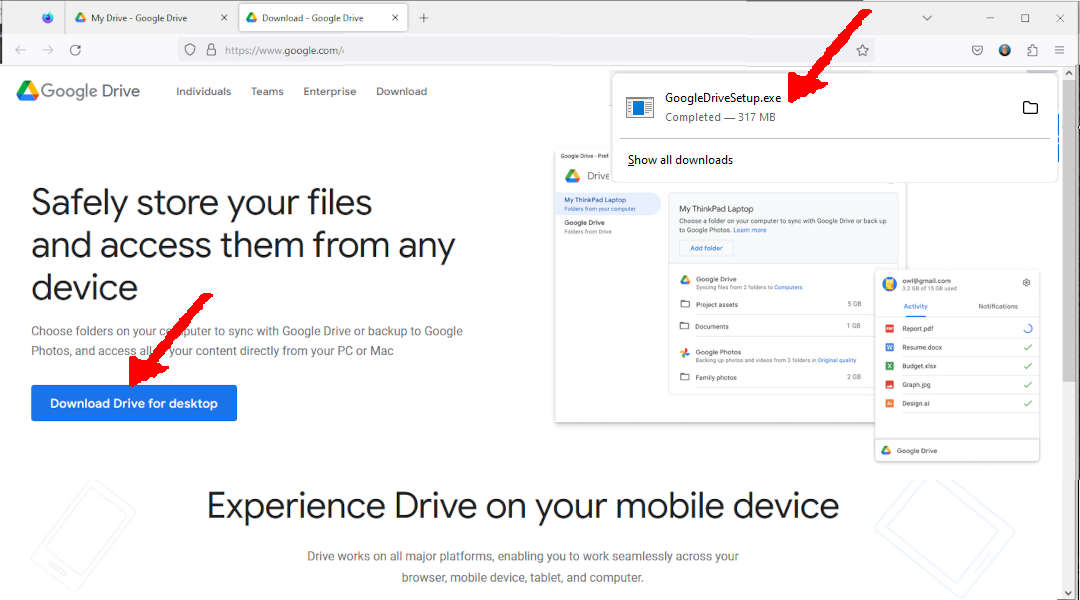 My Drive - Google Drive
Download - Google Drive
https://www.google.com/
Google Drive
Individuals
Teams
Enterprise
Download
GoogleDriveSetup.exe
Completed — 317 MB
Show all downloads
Safely store your files
and access them from any
device
Choose folders on your computer to sync with Google Drive or backup to Google
Photos, and access all of your content directly from your PC or Mac
Download Drive for desktop
Google Drive - Pref
Drive
My ThinkPad Laptop
Folders from your computer
Google Drive
Folders from Drive
My ThinkPad Laptop
Choose a folder on your computer to sync with Google Drive or back up
to Google Photos. Learn more
Add folder
Google Drive
Syncing files from 2 folders to Computers
Project assets 5 GB
Documents 1 GB
Google Photos
Backing up photos and videos from 3 folders in Original quality
Family photos 2 GB
owl@gmail.com
3.2 GB of 15 GB used
Activity
Notifications
Report.pdf
Resume.docx
Budget.xlsx
Graph.jpg
Design.ai
Google Drive
Experience Drive on your mobile device
Drive works on all major platforms, enabling you to work seamlessly across your
browser, mobile device, tablet, and computer.